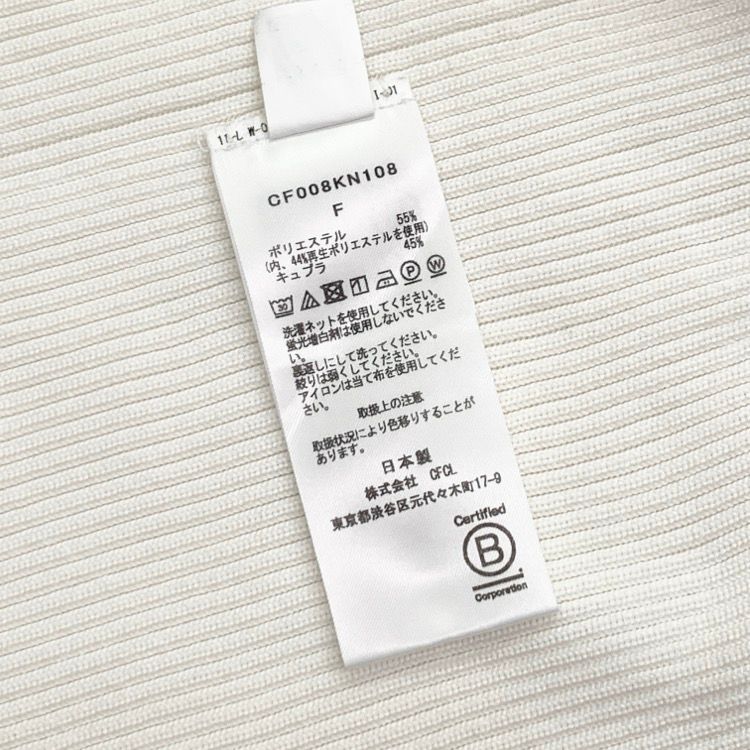 1T-L W-0
I-01
CF008KN108
F
ポリエステル 55%
(内、44%再生ポリエステルを使用)
キュプラ 45%
30 P W
洗濯ネットを使用してください。
蛍光増白剤は使用しないでくださ
い。
裏返しにして洗ってください。
絞りは弱くしてください。
アイロンは当て布を使用してくだ
さい。
取扱上の注意
取扱状況により色移りすることが
あります。
日本製
株式会社 CFCL
東京都渋谷区元代々木町17-9
Certified
B
Corporation